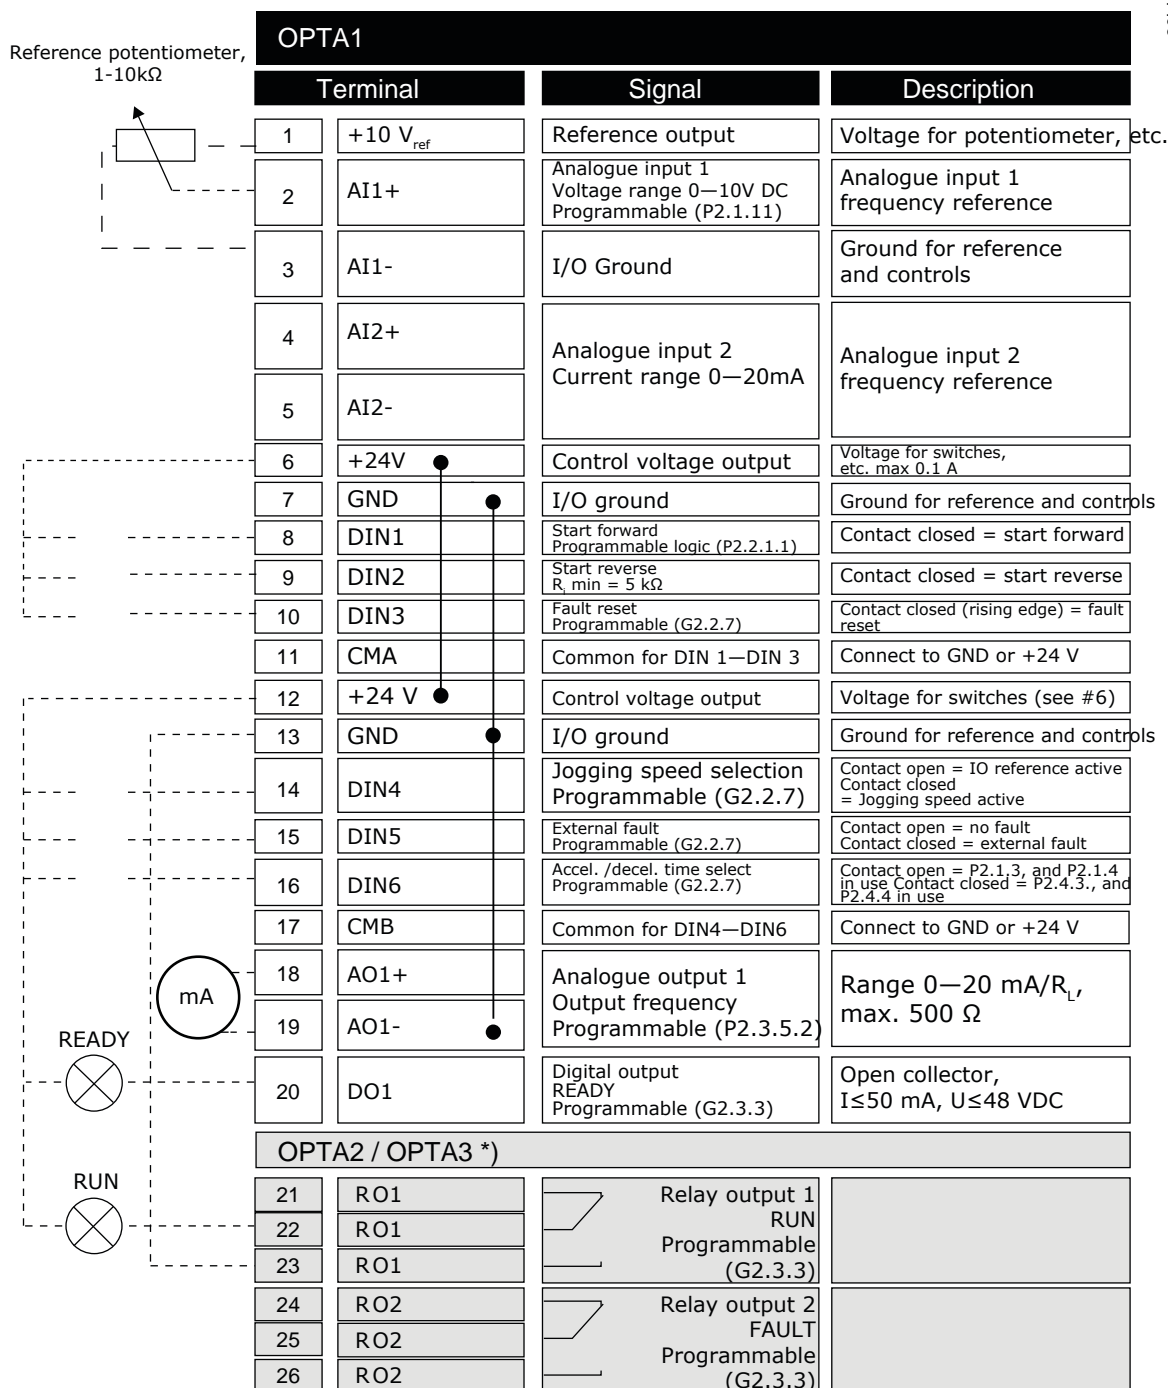 OPTA1
Reference potentiometer,
1-10kΩ
Terminal Signal Description
1 +10 Vref Reference output Voltage for potentiometer, etc.
2 AI1+ Analogue input 1
Voltage range 0—10V DC
Programmable (P2.1.11)
Analogue input 1
frequency reference
3 AI1- I/O Ground Ground for reference
and controls
4 AI2+
Analogue input 2
Current range 0—20mA
Analogue input 2
frequency reference
5 AI2-
6 +24V Control voltage output Voltage for switches,
etc. max 0.1 A
7 GND I/O ground Ground for reference and controls
8 DIN1 Start forward
Programmable logic (P2.2.1.1)
Contact closed = start forward
9 DIN2 Start reverse
Ri min = 5 kΩ
Contact closed = start reverse
10 DIN3 Fault reset
Programmable (G2.2.7)
Contact closed (rising edge) = fault
reset
11 CMA Common for DIN 1—DIN 3 Connect to GND or +24 V
12 +24 V Control voltage output Voltage for switches (see #6)
13 GND I/O ground Ground for reference and controls
14 DIN4 Jogging speed selection
Programmable (G2.2.7)
Contact open = IO reference active
Contact closed
= Jogging speed active
15 DIN5 External fault
Programmable (G2.2.7)
Contact open = no fault
Contact closed = external fault
16 DIN6 Accel. /decel. time select
Programmable (G2.2.7)
Contact open = P2.1.3, and P2.1.4
in use Contact closed = P2.4.3., and
P2.4.4 in use
17 CMB Common for DIN4—DIN6 Connect to GND or +24 V
mA
18 AO1+
Analogue output 1
Output frequency
Programmable (P2.3.5.2)
Range 0—20 mA/RL,
max. 500 Ω
19 AO1-
READY
20 DO1 Digital output
READY
Programmable (G2.3.3)
Open collector,
I≤50 mA, U≤48 VDC
OPTA2 / OPTA3 *)
RUN
21 RO1
22 RO1
23 RO1
Relay output 1
RUN
Programmable
(G2.3.3)
24 RO2
25 RO2
26 RO2
Relay output 2
FAULT
Programmable
(G2.3.3)